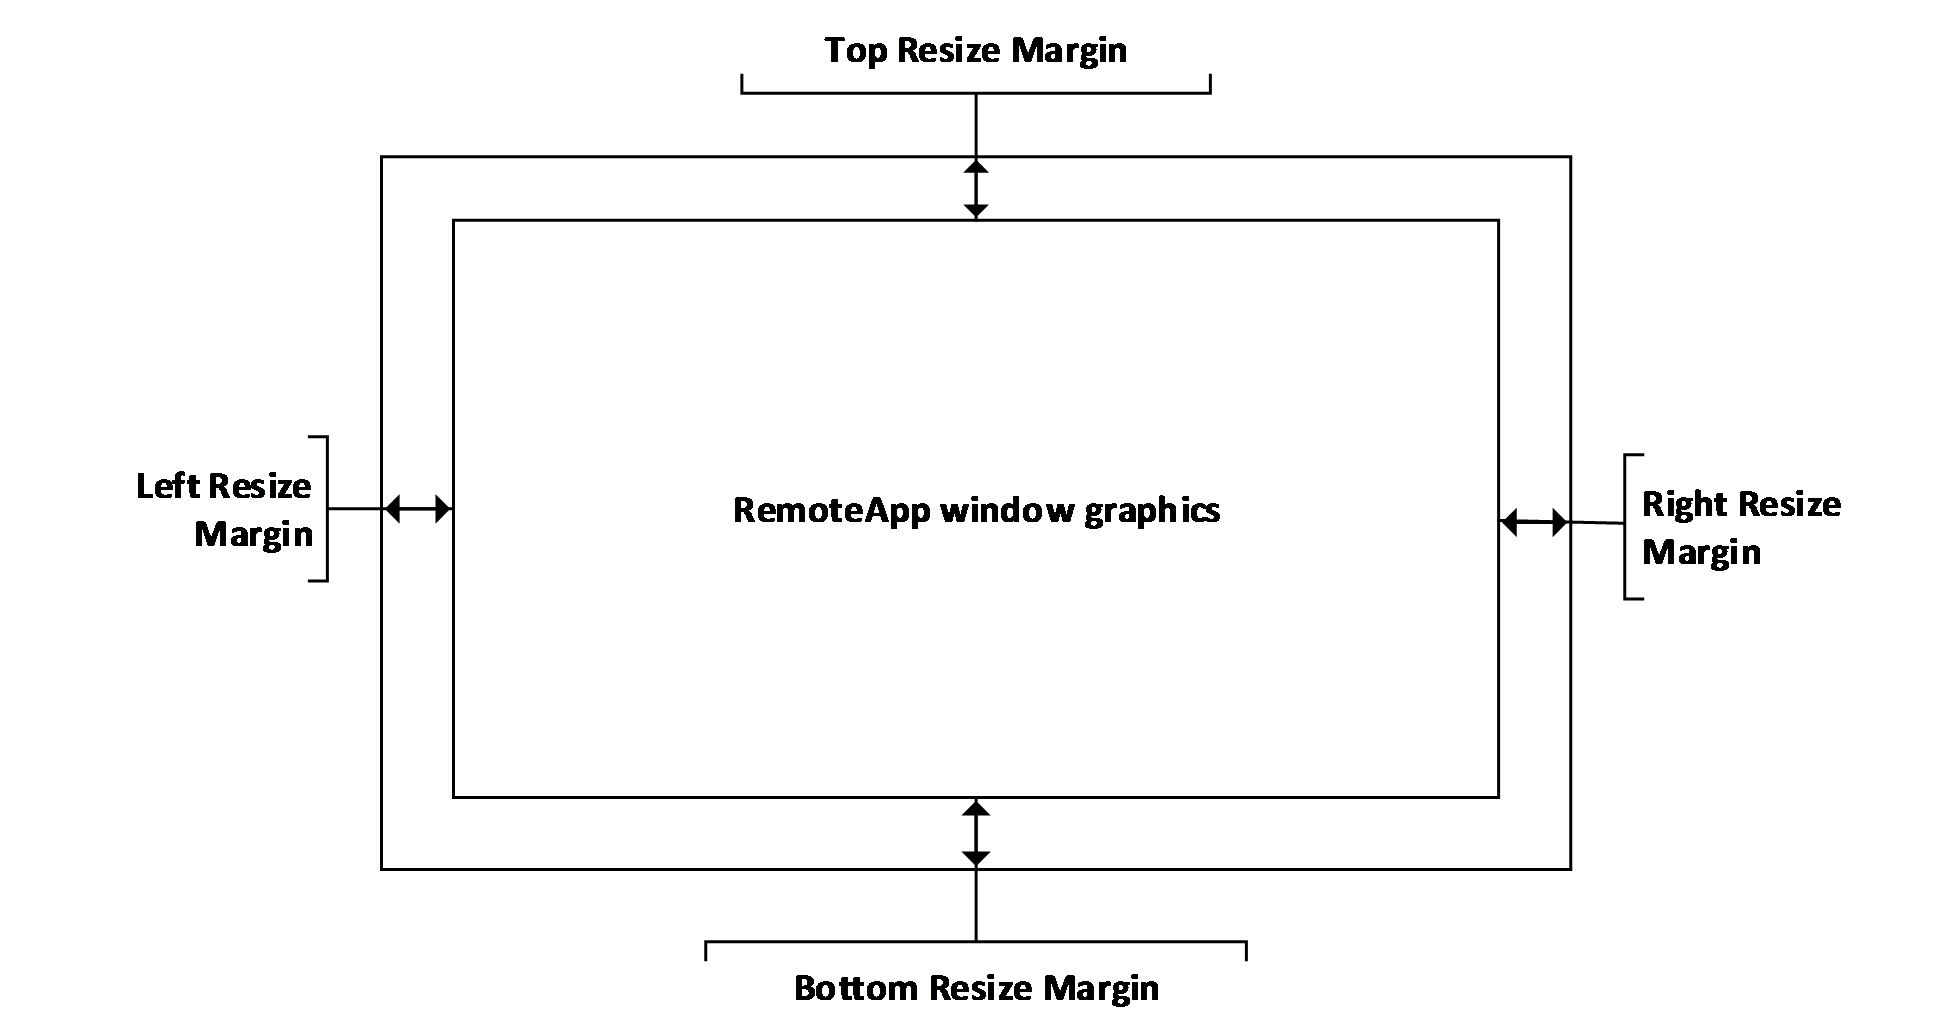 Top Resize Margin
Left Resize
Margin
RemoteApp window graphics
Right Resize
Margin
Bottom Resize Margin